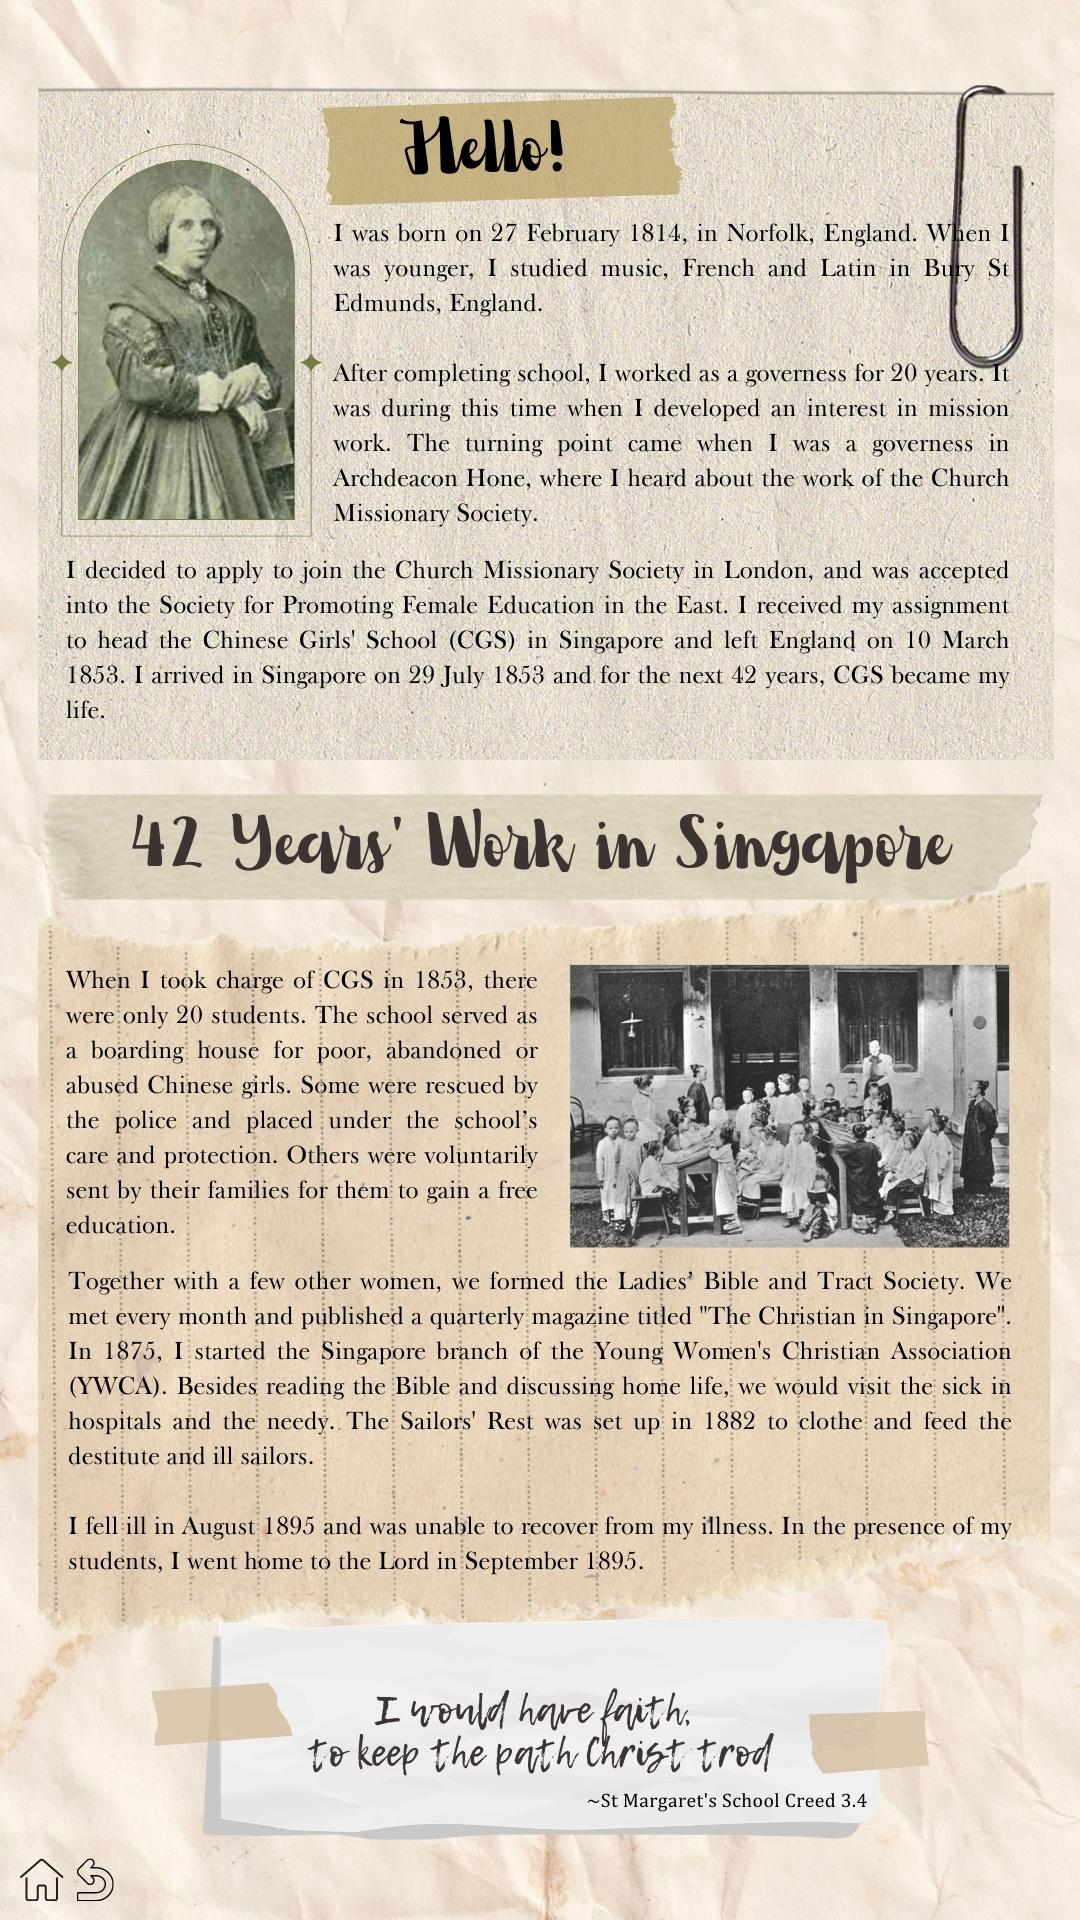 Hello!
I was born on 27 February 1814, in Norfolk, England. When I
was younger, I studied music, French and Latin in Bury St
Edmunds, England.
After completing school, I worked as a governess for 20 years. It
was during this time when I developed an interest in mission
work. The turning point came when I was a governess in
Archdeacon Hone, where I heard about the work of the Church
Missionary Society.
I decided to apply to join the Church Missionary Society in London, and was accepted
into the Society for Promoting Female Education in the East. I received my assignment
to head the Chinese Girls' School (CGS) in Singapore and left England on 10 March
1853. I arrived in Singapore on 29 July 1853 and for the next 42 years, CGS became my
life.
42 Years' Work in Singapore
When I took charge of CGS in 1853, there
were only 20 students. The school served as
a boarding house for poor, abandoned or
abused Chinese girls. Some were rescued by
the police and placed under the school’s
care and protection. Others were voluntarily
sent by their families for them to gain a free
education.
Together with a few other women, we formed the Ladies’ Bible and Tract Society. We
met every month and published a quarterly magazine titled "The Christian in Singapore".
In 1875, I started the Singapore branch of the Young Women's Christian Association
(YWCA). Besides reading the Bible and discussing home life, we would visit the sick in
hospitals and the needy. The Sailors' Rest was set up in 1882 to clothe and feed the
destitute and ill sailors.
I fell ill in August 1895 and was unable to recover from my illness. In the presence of my
students, I went home to the Lord in September 1895.
I would have faith,
to keep the path Christ trod
~St Margaret's School Creed 3.4